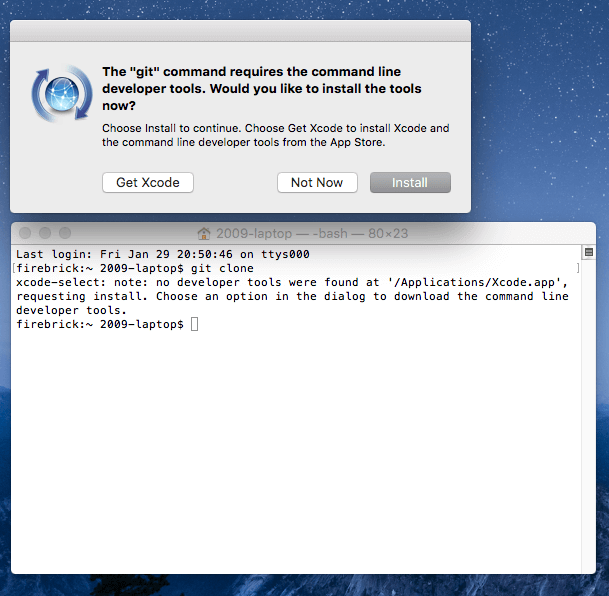 The "git" command requires the command line
developer tools. Would you like to install the tools
now?
Choose Install to continue. Choose Get Xcode to install Xcode and
the command line developer tools from the App Store.
Get Xcode
Not Now
Install
2009-laptop — -bash — 80×23
Last login: Fri Jan 29 20:50:46 on ttys000
[firebrick:~ 2009-laptop$ git clone ]
xcode-select: note: no developer tools were found at '/Applications/Xcode.app',
requesting install. Choose an option in the dialog to download the command line
developer tools.
firebrick:~ 2009-laptop$